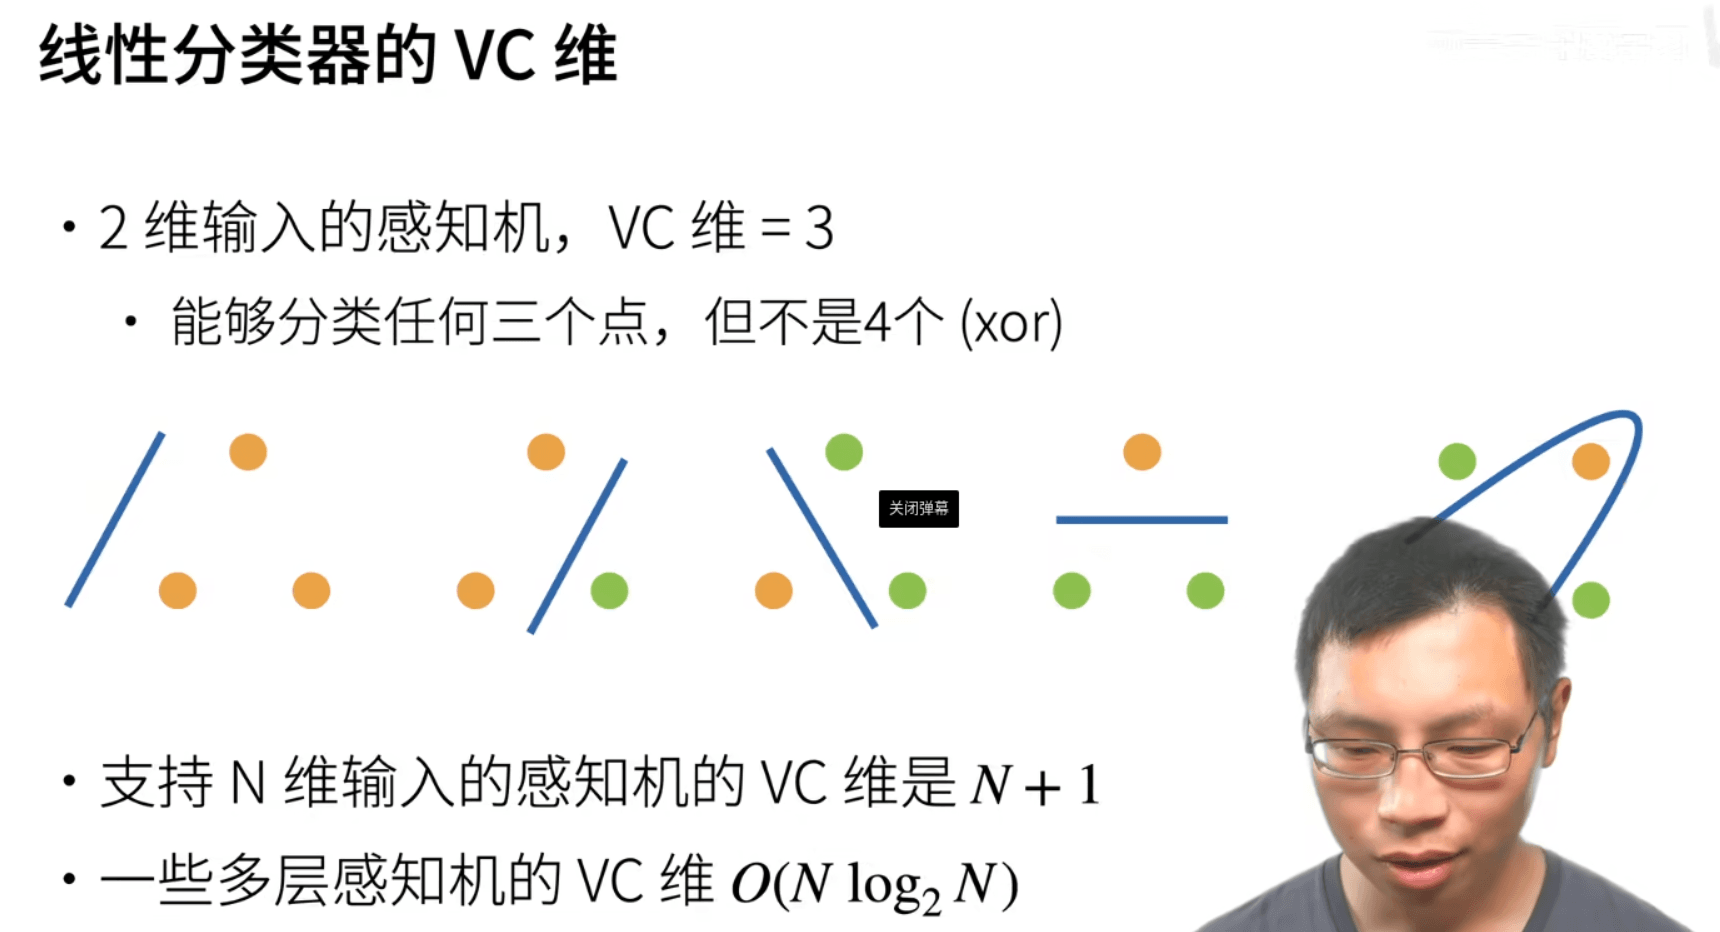 线性分类器的 VC 维
• 2 维输入的感知机，VC 维 = 3
• 能够分类任何三个点，但不是4个 (xor)
关闭弹幕
• 支持 N 维输入的感知机的 VC 维是 N + 1
• 一些多层感知机的 VC 维 O(N log₂ N)